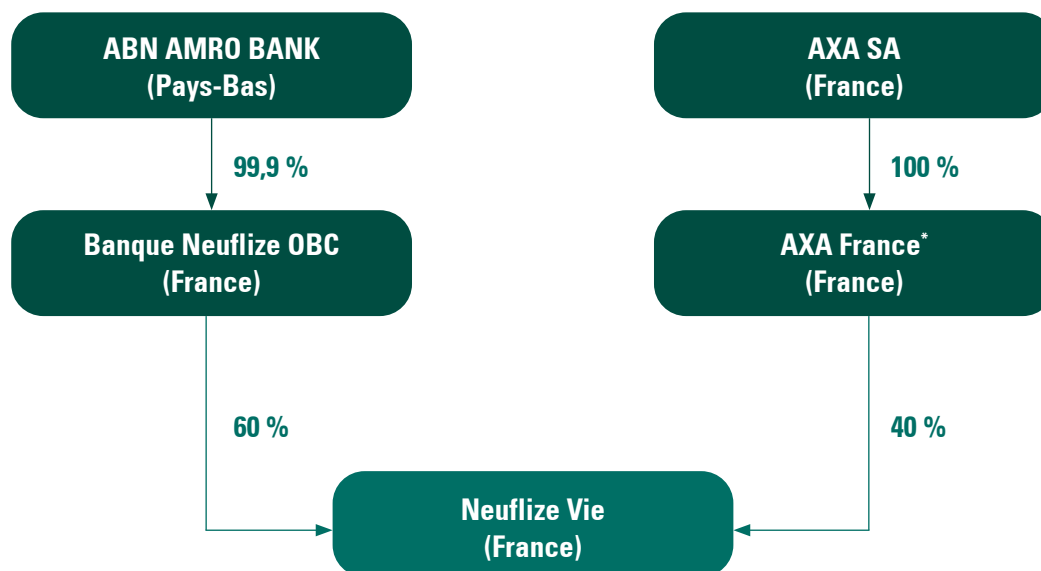 ABN AMRO BANK
(Pays-Bas)
AXA SA
(France)
99,9 %
100 %
Banque Neuflize OBC
(France)
AXA France*
(France)
60 %
40 %
Neuflize Vie
(France)